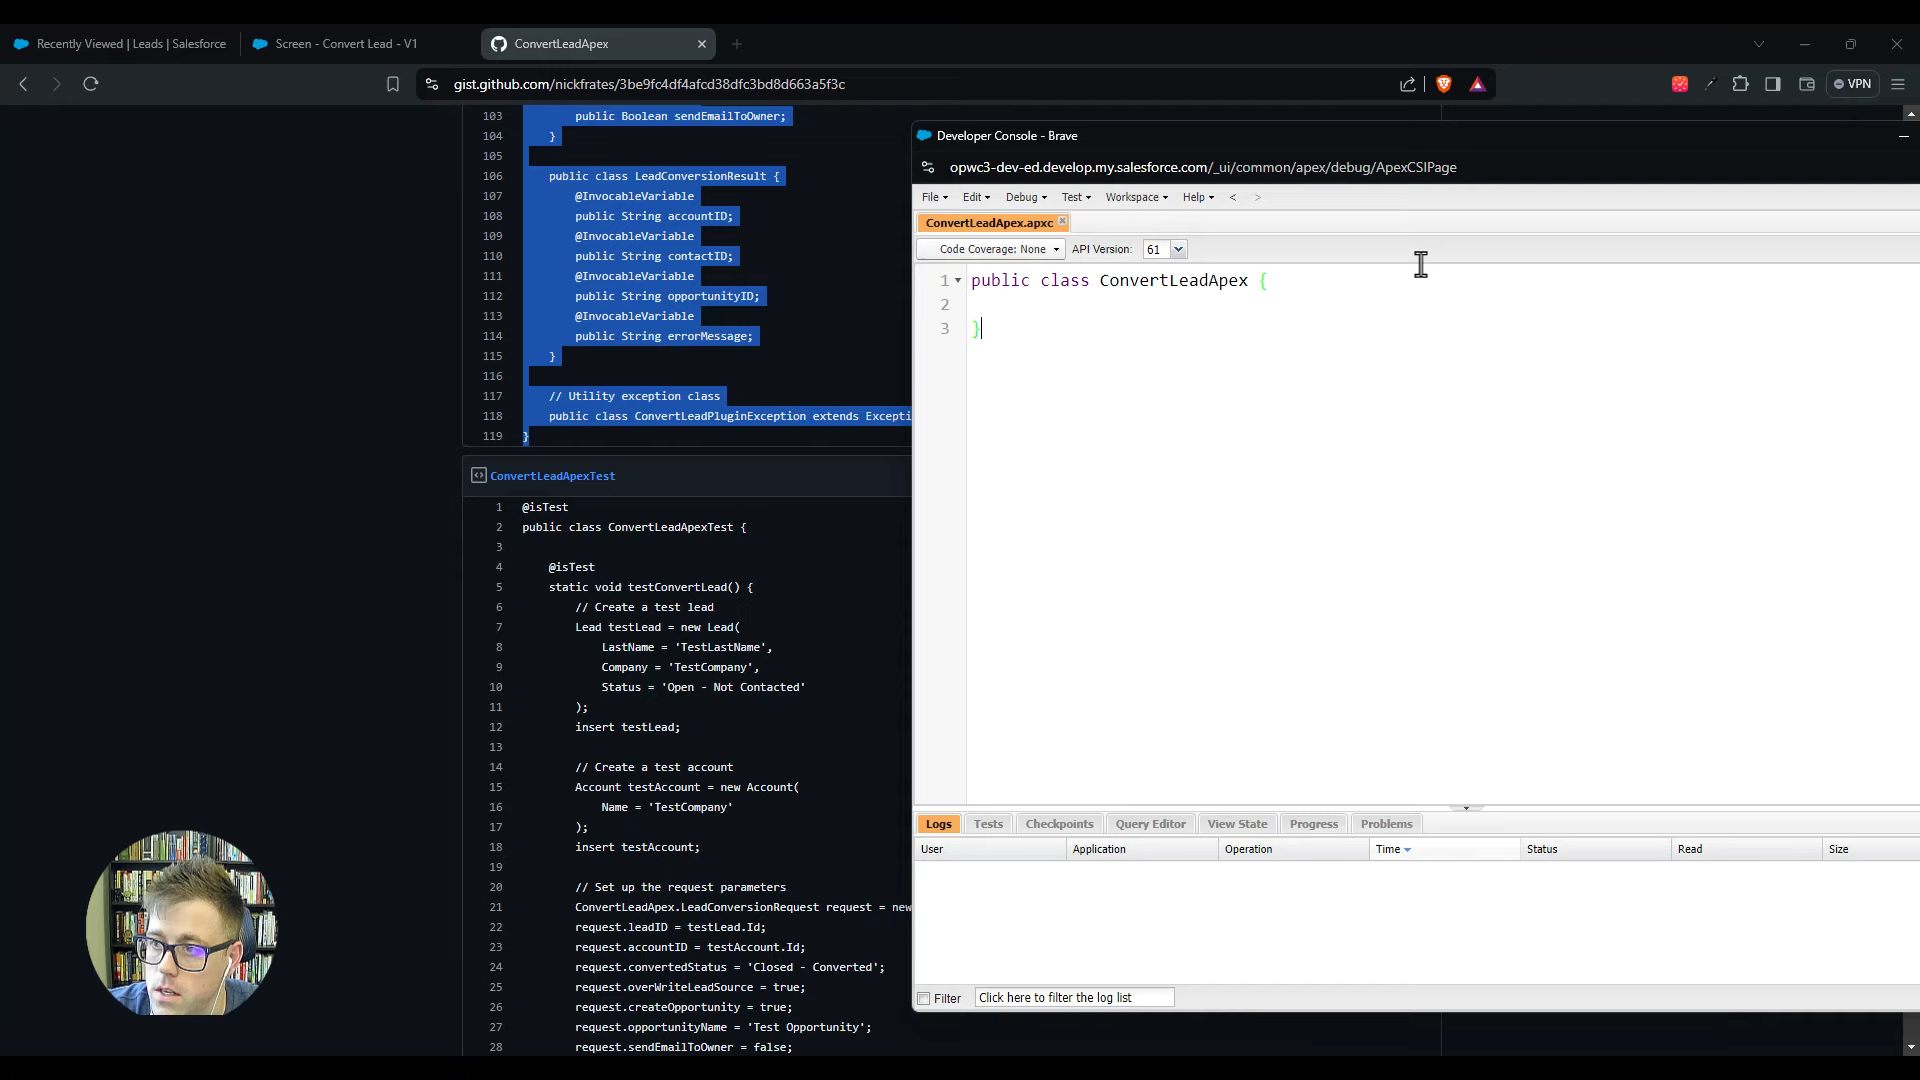 Recently Viewed | Leads | Salesforce
Screen - Convert Lead - V1
ConvertLeadApex
gist.github.com/nickfrates/3be9fc4df4afcd38dfc3bd8d663a5f3c
VPN
103 public Boolean sendEmailToOwner;
104 }
105
106 public class LeadConversionResult {
107 @InvocableVariable
108 public String accountID;
109 @InvocableVariable
110 public String contactID;
111 @InvocableVariable
112 public String opportunityID;
113 @InvocableVariable
114 public String errorMessage;
115 }
116
117 // Utility exception class
118 public class ConvertLeadPluginException extends Excepti
119 }
ConvertLeadApexTest
1 @isTest
2 public class ConvertLeadApexTest {
3
4 @isTest
5 static void testConvertLead() {
6 // Create a test lead
7 Lead testLead = new Lead(
8 LastName = 'TestLastName',
9 Company = 'TestCompany',
10 Status = 'Open - Not Contacted'
11 );
12 insert testLead;
13
14 // Create a test account
15 Account testAccount = new Account(
16 Name = 'TestCompany'
17 );
18 insert testAccount;
19
20 // Set up the request parameters
21 ConvertLeadApex.LeadConversionRequest request = new
22 request.leadID = testLead.Id;
23 request.accountID = testAccount.Id;
24 request.convertedStatus = 'Closed - Converted';
25 request.overWriteLeadSource = true;
26 request.createOpportunity = true;
27 request.opportunityName = 'Test Opportunity';
28 request.sendEmailToOwner = false;
Developer Console - Brave
opwc3-dev-ed.develop.my.salesforce.com/_ui/common/apex/debug/ApexCSIPage
File Edit Debug Test Workspace Help < >
ConvertLeadApex.apxc
Code Coverage: None API Version: 61
1 public class ConvertLeadApex {
2
3 }
Logs Tests Checkpoints Query Editor View State Progress Problems
User Application Operation Time Status Read Size
Filter Click here to filter the log list